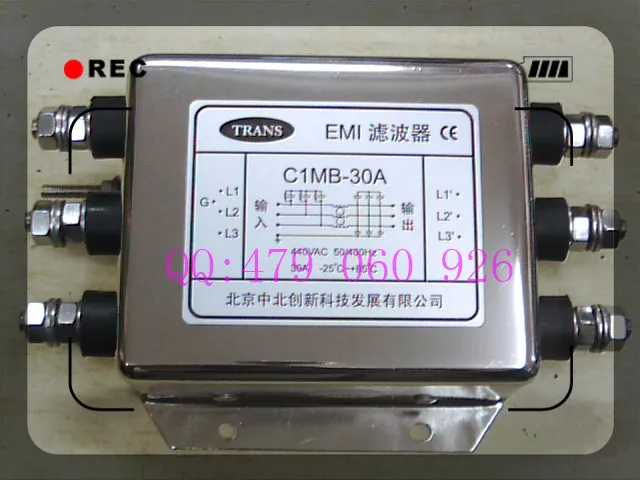 REC
TRANS EMI 滤波器 CE
C1MB-30A
G L1 L2 L3
输入
输出
L1' L2' L3'
440VAC 50/400Hz
30A -25℃~+85℃
QQ:479 060 926
北京中北创新科技发展有限公司